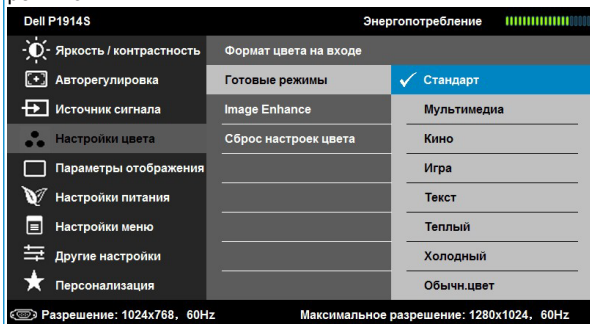 Dell P1914S Энергопотребление
Яркость / контрастность Формат цвета на входе
Авторегулировка Готовые режимы Стандарт
Источник сигнала Image Enhance Мультимедиа
Настройки цвета Сброс настроек цвета Кино
Параметры отображения Игра
Настройки питания Текст
Настройки меню Теплый
Другие настройки Холодный
Персонализация Обычн.цвет
Разрешение: 1024x768, 60Hz Максимальное разрешение: 1280x1024, 60Hz